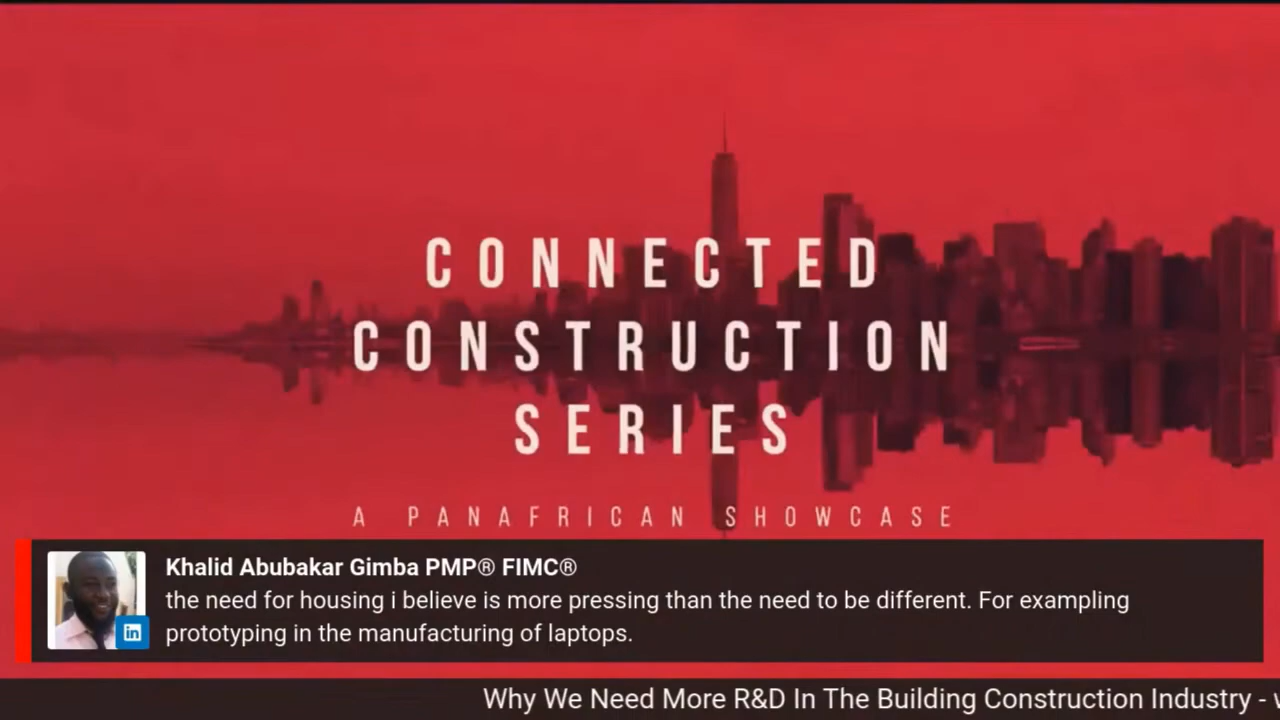 CONNECTED
CONSTRUCTION
SERIES
A PANAFRICAN SHOWCASE
Khalid Abubakar Gimba PMP® FIMC®
the need for housing i believe is more pressing than the need to be different. For exampling
prototyping in the manufacturing of laptops.
in
Why We Need More R&D In The Building Construction Industry -